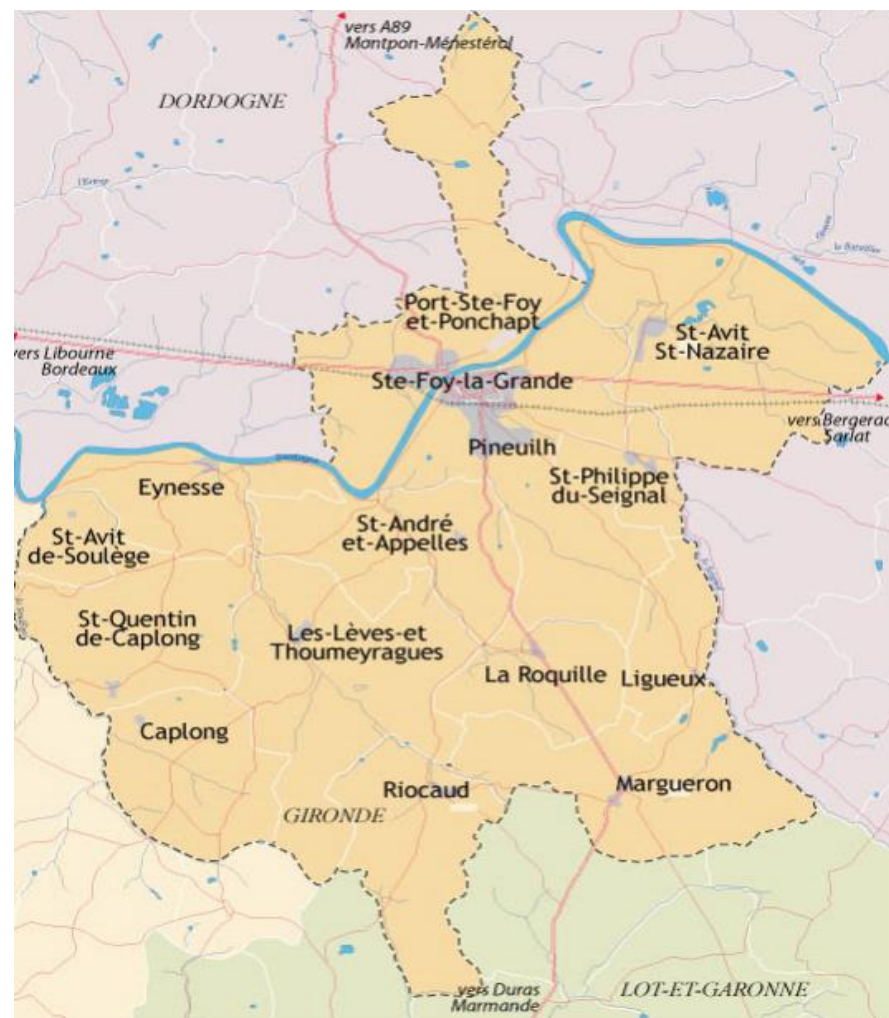 vers A89
Montpon-Ménestérol
DORDOGNE
Port-Ste-Foy
et-Ponchapt
St-Avit
St-Nazaire
vers Libourne
Bordeaux
Ste-Foy-la-Grande
vers Bergerac
Sarlat
Pineuilh
St-Philippe
du-Seignal
Eynesse
St-André
et-Appelles
St-Avit
de-Soulège
St-Quentin
de-Caplong
Les-Lèves-et
Thoumeyragues
La Roquille
Ligueux
Caplong
Riocaud
Margueron
GIRONDE
vers Duras
Marmande
LOT-ET-GARONNE